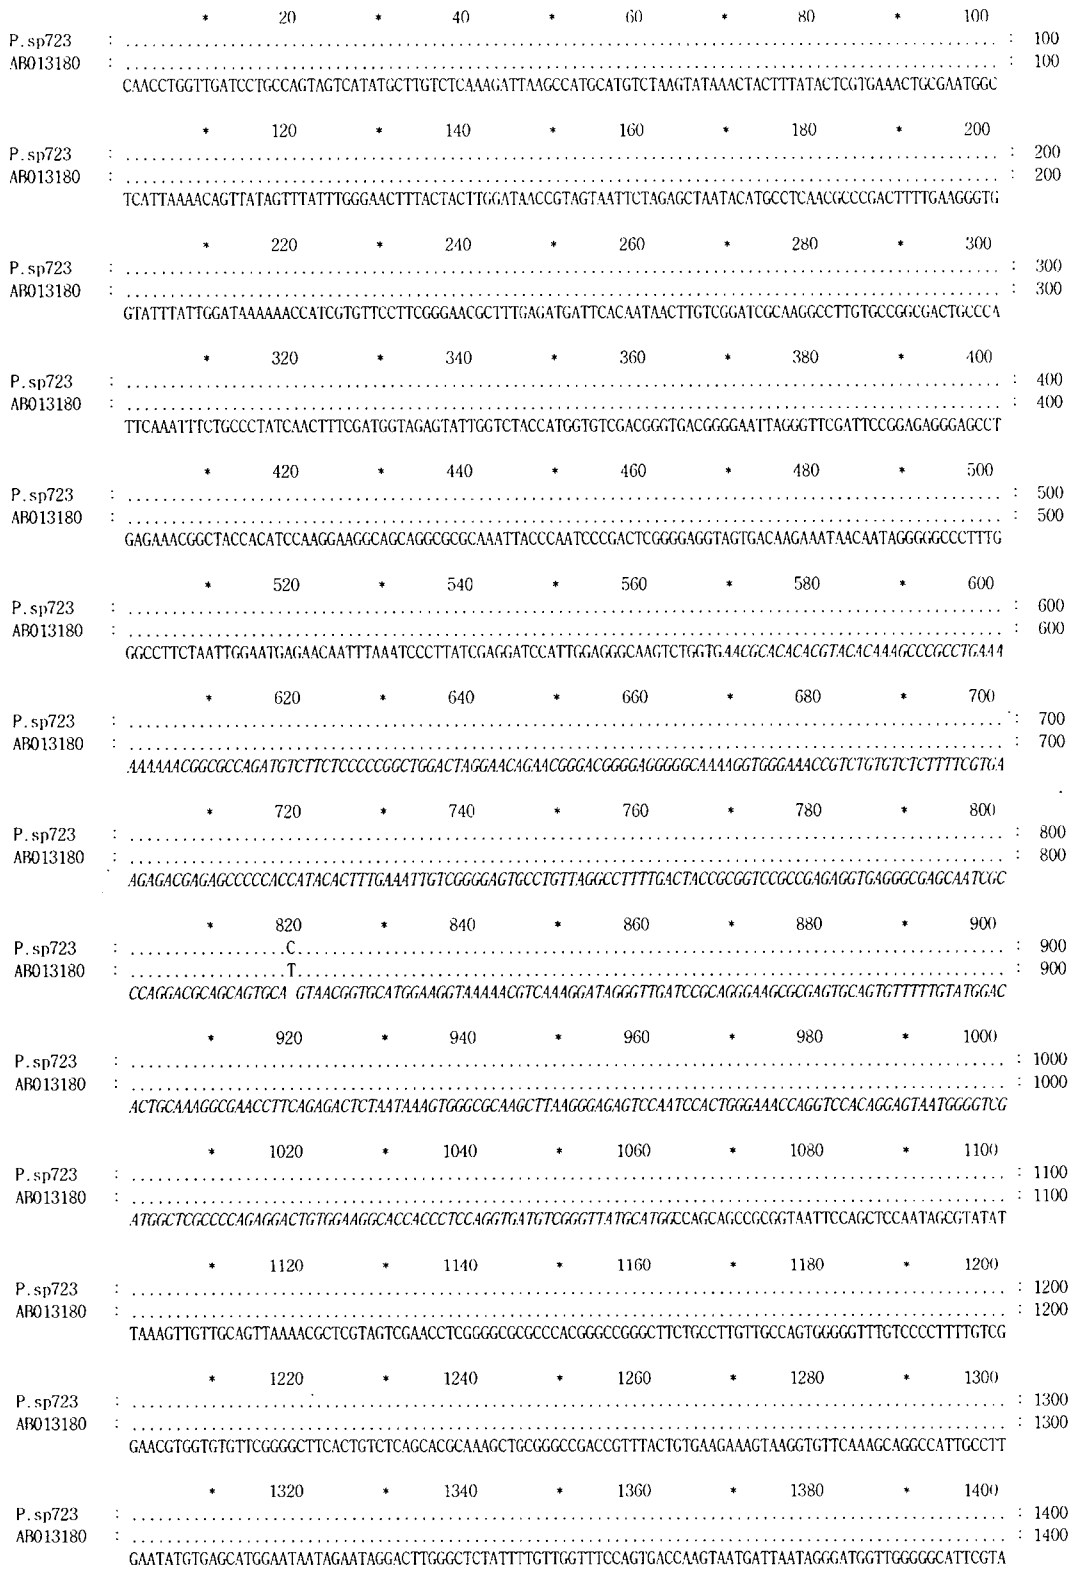 * 20 * 40 * 60 * 80 * 100
P.sp723 : .................................................................................................... : 100
AB013180 : .................................................................................................... : 100
CAACCTGGTTGATCCTGCCAGTAGTCATATGCTTGTCTCAAAGATTAAGCCATGCATGTCTAAGTATAAACTACTTTATACTCGTGAAACTGCGAATGGC
* 120 * 140 * 160 * 180 * 200
P.sp723 : .................................................................................................... : 200
AB013180 : .................................................................................................... : 200
TCATTAAAACAGTTATAGTTTATTTGGGAACTTTACTACTTGGATAACCGTAGTAATTCTAGAGCTAATACATGCCTCAACGCCCGACTTTTGAAGGGTG
* 220 * 240 * 260 * 280 * 300
P.sp723 : .................................................................................................... : 300
AB013180 : .................................................................................................... : 300
GTATTTATTGGATAAAAAACCATCGTGTTCCTTCGGGAACGCTTTGAGATGATTCACAATAACTTGTCGGATCGCAAGGCCTTGTGCCGGCGACTGCCCA
* 320 * 340 * 360 * 380 * 400
P.sp723 : .................................................................................................... : 400
AB013180 : .................................................................................................... : 400
TTCAAATTTCTGCCCTATCAACTTTCGATGGTAGAGTATTGGTCTACCATGGTGTCGACGGGTGACGGGGAATTAGGGTTCGATTCCGGAGAGGGAGCCT
* 420 * 440 * 460 * 480 * 500
P.sp723 : .................................................................................................... : 500
AB013180 : .................................................................................................... : 500
GAGAAACGGCTACCACATCCAAGGAAGGCAGCAGGCGCGCAAATTACCCAATCCCGACTCGGGGAGGTAGTGACAAGAAATAACAATAGGGGGCCCTTTG
* 520 * 540 * 560 * 580 * 600
P.sp723 : .................................................................................................... : 600
AB013180 : .................................................................................................... : 600
GGCCTTCTAATTGGAATGAGAACAATTTAAATCCCTTATCGAGGATCCATTGGAGGGCAAGTCTGGTGAACGCACACACGTACACAAAGCCCGCCTGAAA
* 620 * 640 * 660 * 680 * 700
P.sp723 : .................................................................................................... : 700
AB013180 : .................................................................................................... : 700
AAAAAACGGCGCCAGATGTCTTCTCCCCCGGCTGGACTAGGAACAGAACGGGACGGGGAGGGGGCAAAAGGTGGGAAACCGTCTGTGTCTCTTTTCGTGA
* 720 * 740 * 760 * 780 * 800
P.sp723 : .................................................................................................... : 800
AB013180 : .................................................................................................... : 800
AGAGACGAGAGCCCCCACCATACACTTTGAAATTGTCGGGGAGTGCCTGTTAGGCCTTTTGACTACCGCGGTCCGCCGAGAGGTGAGGGCGAGCAATCGC
* 820 * 840 * 860 * 880 * 900
P.sp723 : ..................C................................................................................. : 900
AB013180 : ..................T................................................................................. : 900
CCAGGACGCAGCAGTGCA GTAACGGTGCATGGAAGGTAAAAACGTCAAAGGATAGGGTTGATCCGCAGGGAAGCGCGAGTGCAGTGTTTTTGTATGGAC
* 920 * 940 * 960 * 980 * 1000
P.sp723 : .................................................................................................... : 1000
AB013180 : .................................................................................................... : 1000
ACTGCAAAGGCGAACCTTCAGAGACTCTAATAAAGTGGGCGCAAGCTTAAGGGAGAGTCCAATCCACTGGGAAACCAGGTCCACAGGAGTAATGGGGTCG
* 1020 * 1040 * 1060 * 1080 * 1100
P.sp723 : .................................................................................................... : 1100
AB013180 : .................................................................................................... : 1100
ATGGCTCGCCCCAGAGGACTGTGGAAGGCACCACCCTCCAGGTGATGTCGGGTTATGCATGGCCAGCAGCCGCGGTAATTCCAGCTCCAATAGCGTATAT
* 1120 * 1140 * 1160 * 1180 * 1200
P.sp723 : .................................................................................................... : 1200
AB013180 : .................................................................................................... : 1200
TAAAGTTGTTGCAGTTAAAACGCTCGTAGTCGAACCTCGGGGCGCGCCCACGGGCCGGGCTTCTGCCTTGTTGCCAGTGGGGGTTTGTCCCCTTTTGTCG
* 1220 * 1240 * 1260 * 1280 * 1300
P.sp723 : .................................................................................................... : 1300
AB013180 : .................................................................................................... : 1300
GAACGTGGTGTGTTCGGGGCTTCACTGTCTCAGCACGCAAAGCTGCGGGCCGACCGTTTACTGTGAAGAAAGTAAGGTGTTCAAAGCAGGCCATTGCCTT
* 1320 * 1340 * 1360 * 1380 * 1400
P.sp723 : .................................................................................................... : 1400
AB013180 : .................................................................................................... : 1400
GAATATGTGAGCATGGAATAATAGAATAGGACTTGGGCTCTATTTTGTTGGTTTCCAGTGACCAAGTAATGATTAATAGGGATGGTTGGGGGCATTCGTA